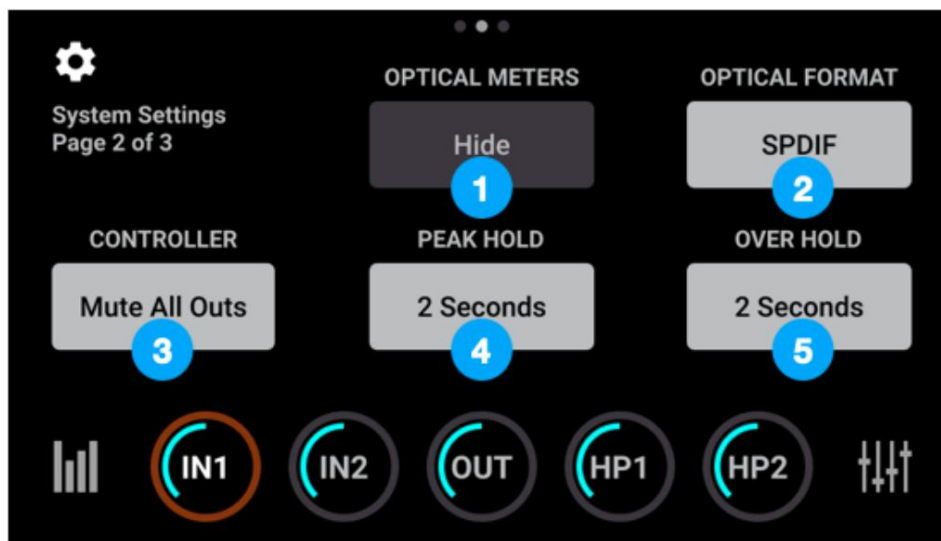 System Settings
Page 2 of 3
OPTICAL METERS
Hide
1
OPTICAL FORMAT
SPDIF
2
CONTROLLER
Mute All Outs
3
PEAK HOLD
2 Seconds
4
OVER HOLD
2 Seconds
5
IN1
IN2
OUT
HP1
HP2